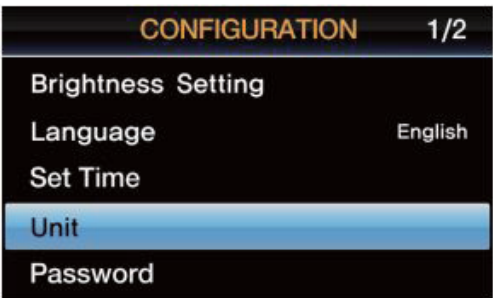 CONFIGURATION 1/2
Brightness Setting
Language English
Set Time
Unit
Password